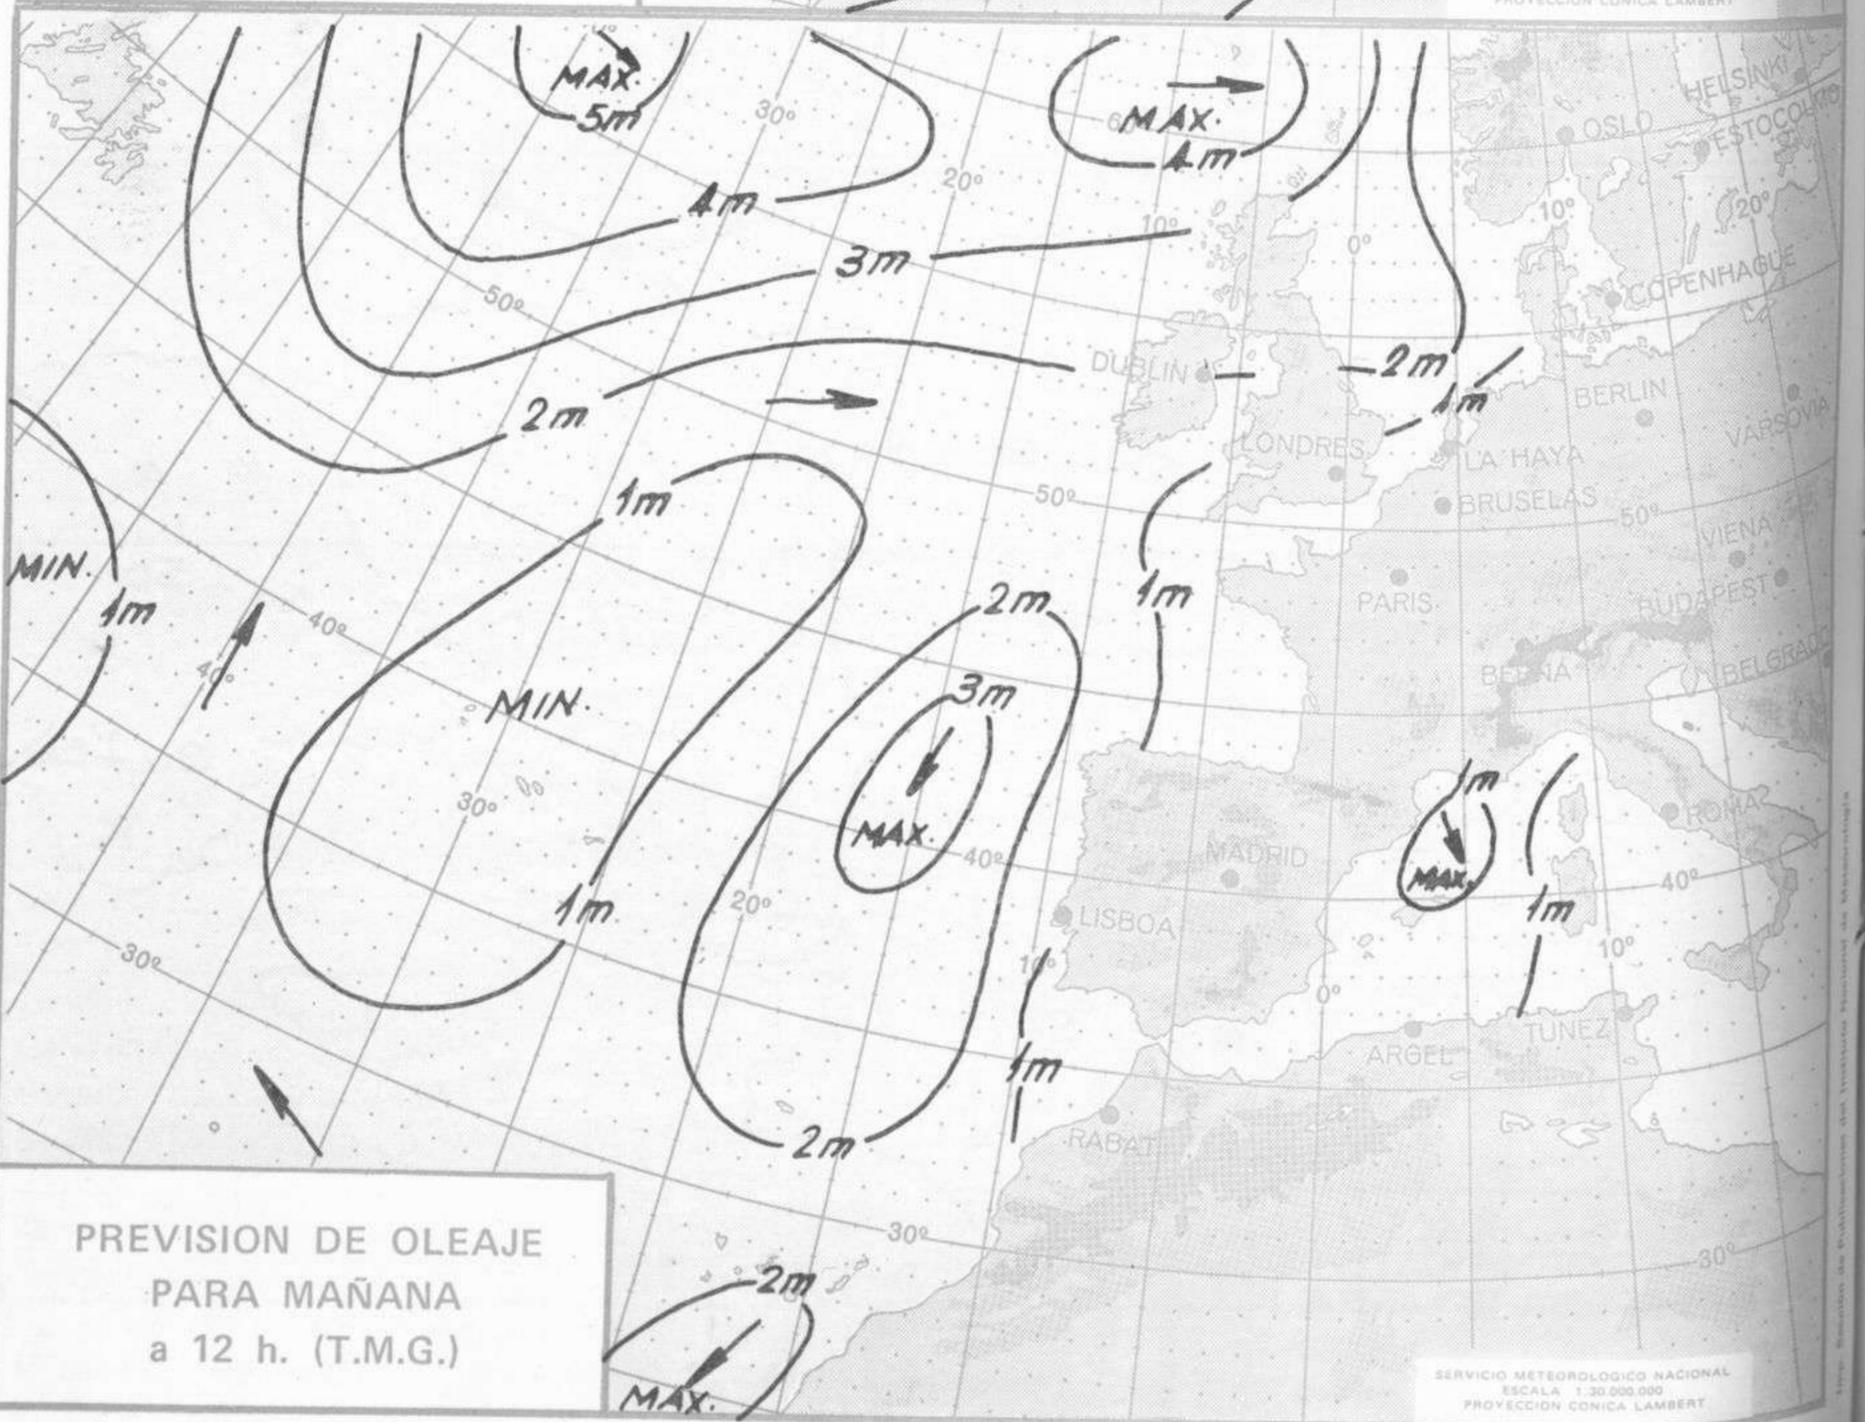 PROYECCION CONICA LAMBERT
MAX.
5m
30º
MAX.
4m
HELSINKI
OSLO
ESTOCOLMO
4m
20º
10º
0º
10º
20º
3m
50º
COPENHAGUE
DUBLIN
2m
1m
BERLIN
VARSOVIA
2m
LONDRES
LA HAYA
1m
50º
BRUSELAS
50º
VIENA
MIN.
1m
40º
40º
2m
1m
PARIS
BUDAPEST
BERNA
BELGRADO
MIN.
3m
30º
MAX.
40º
MADRID
1m
MAX.
ROMA
40º
1m
20º
1m
LISBOA
10º
10º
0º
30º
1m
ARGEL
TUNEZ
2m
RABAT
30º
30º
2m
MAX.
PREVISION DE OLEAJE
PARA MAÑANA
a 12 h. (T.M.G.)
SERVICIO METEOROLOGICO NACIONAL
ESCALA 1:30.000.000
PROYECCION CONICA LAMBERT